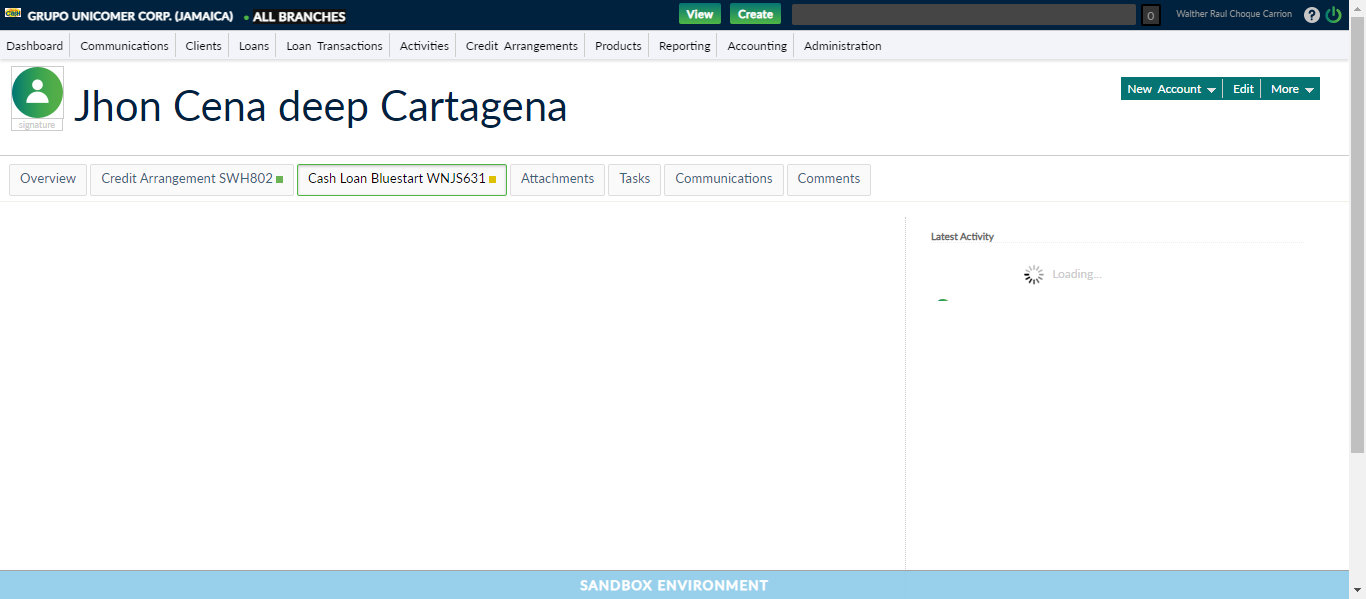 GRUPO UNICOMER CORP. (JAMAICA) • ALL BRANCHES View Create 0 Walther Raul Choque Carrion ?
Dashboard Communications Clients Loans Loan Transactions Activities Credit Arrangements Products Reporting Accounting Administration
Jhon Cena deep Cartagena
New Account Edit More
signature
Overview Credit Arrangement SWH802 Cash Loan Bluestart WNJS631 Attachments Tasks Communications Comments
Latest Activity
Loading...
SANDBOX ENVIRONMENT